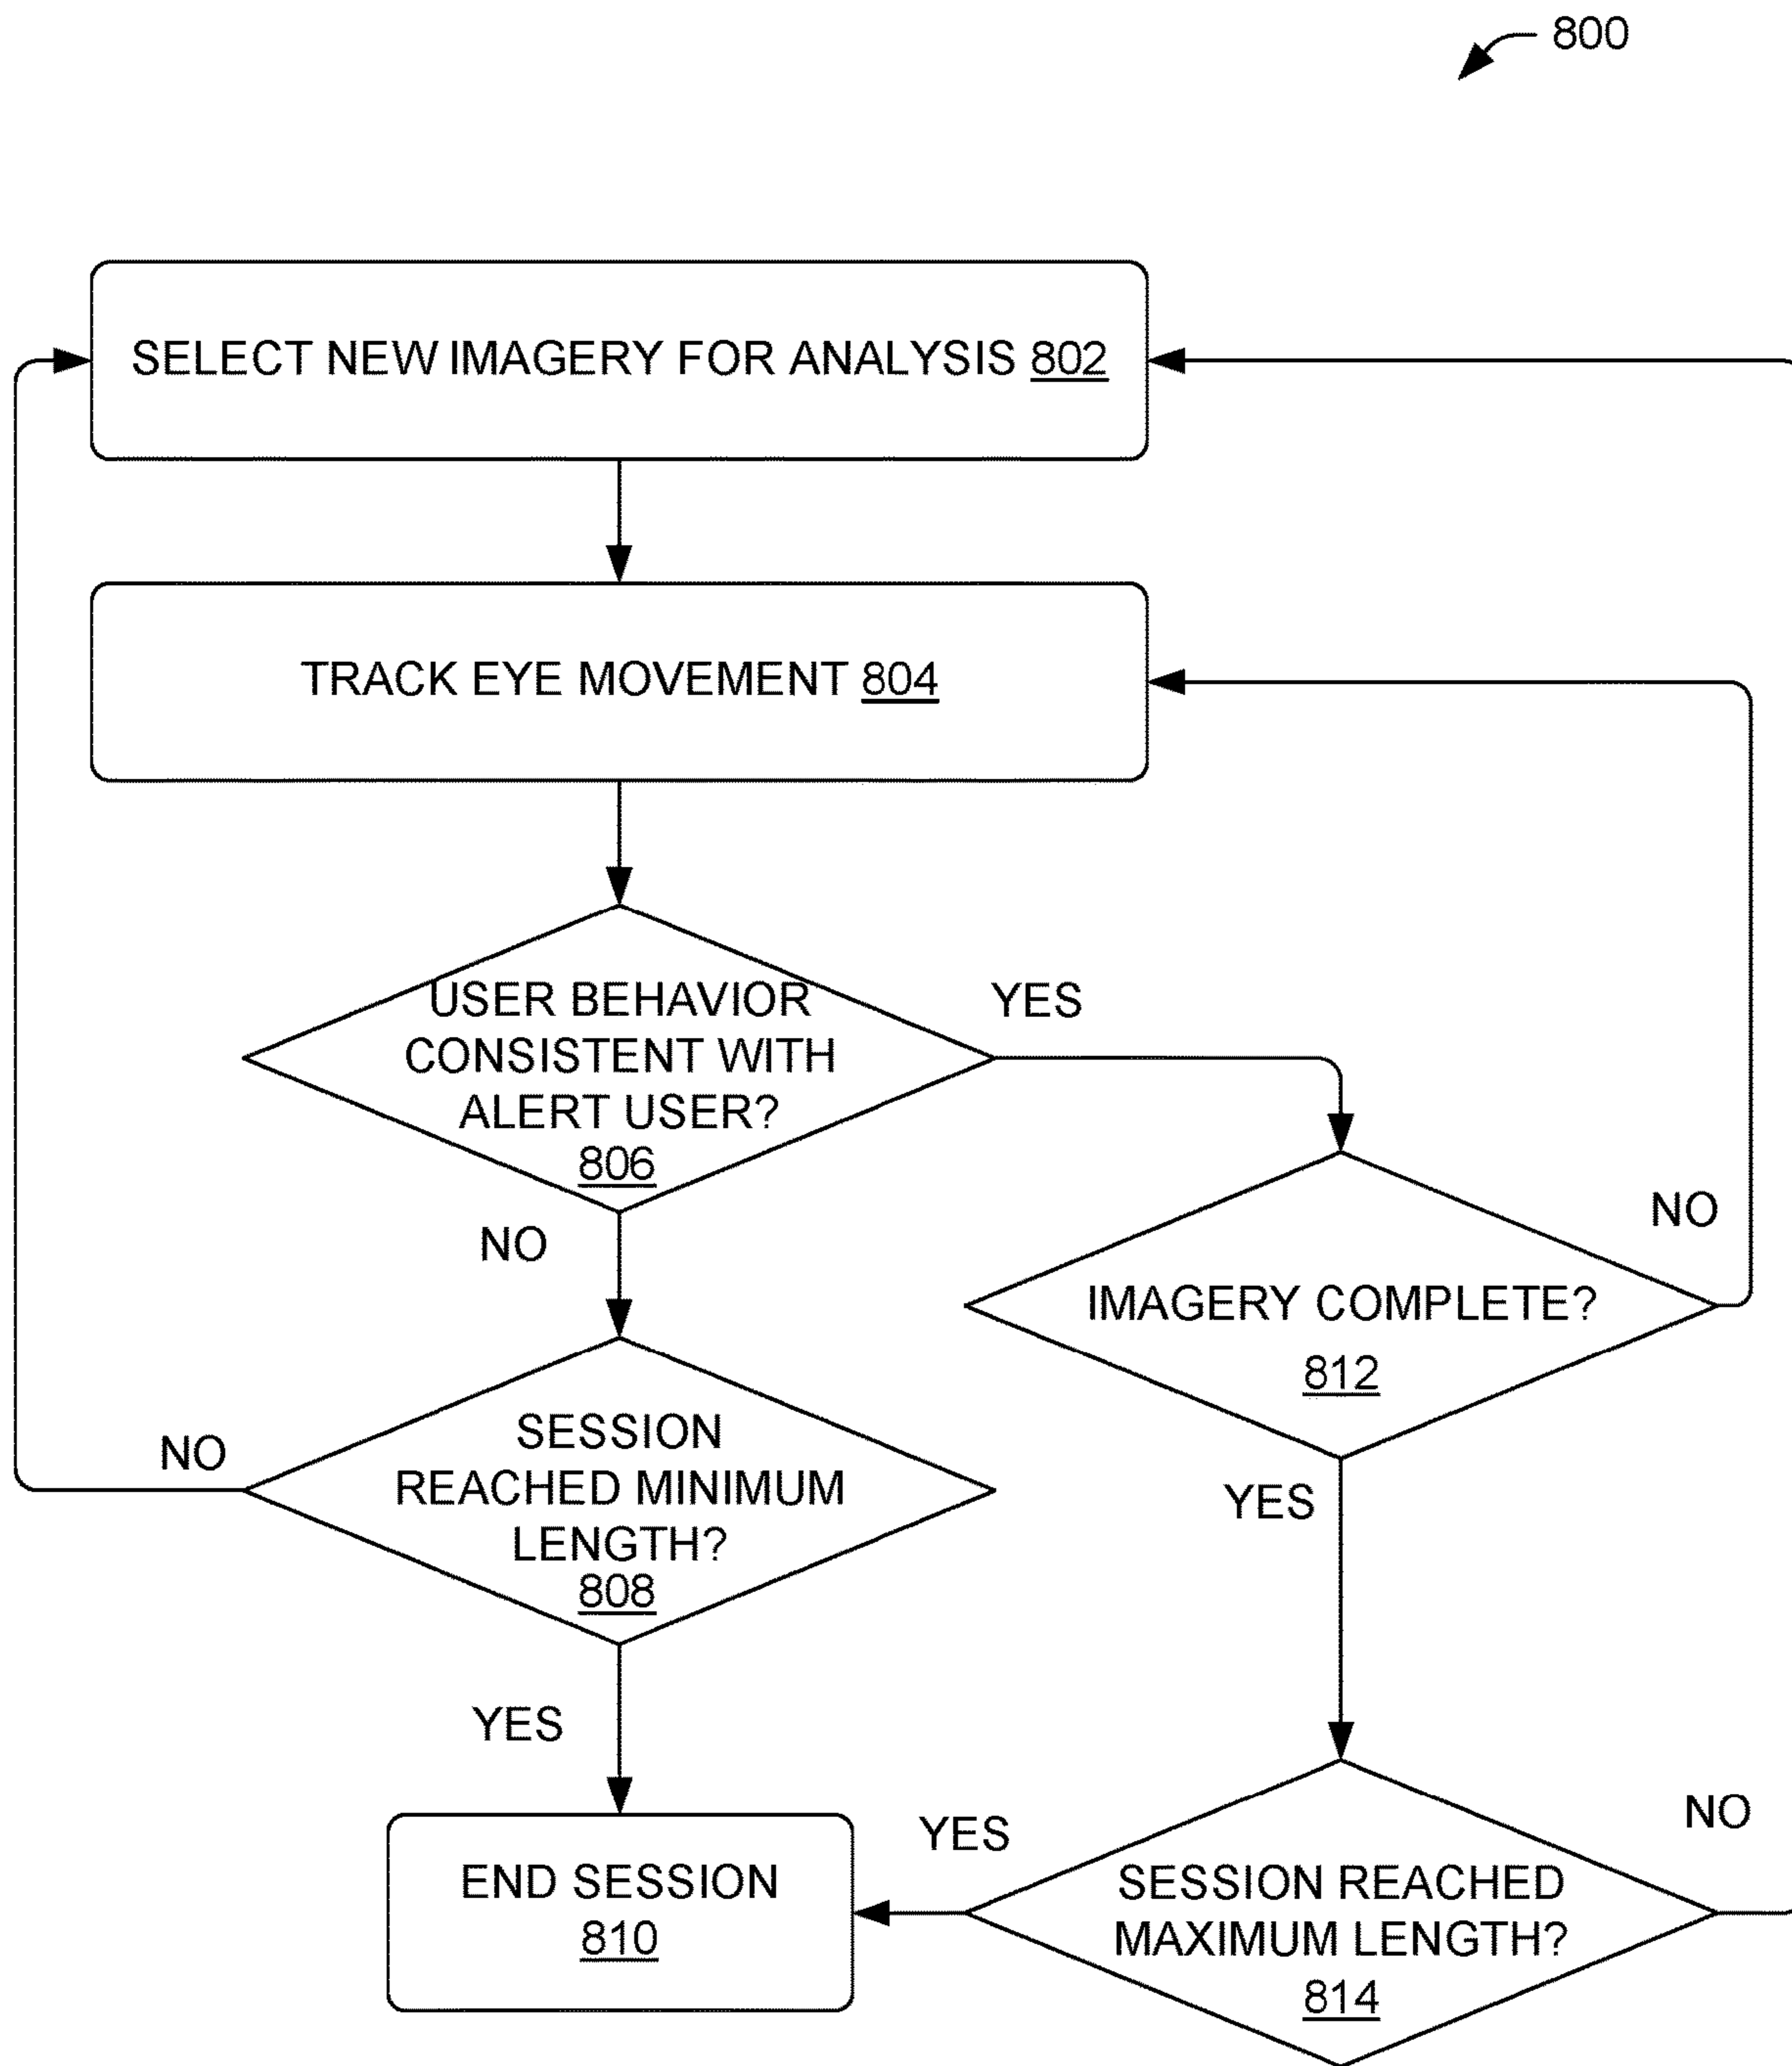 800
SELECT NEW IMAGERY FOR ANALYSIS 802
TRACK EYE MOVEMENT 804
USER BEHAVIOR
CONSISTENT WITH
ALERT USER?
806
YES
NO
IMAGERY COMPLETE?
812
NO
YES
SESSION
REACHED MINIMUM
LENGTH?
808
NO
YES
END SESSION
810
YES
SESSION REACHED
MAXIMUM LENGTH?
814
NO